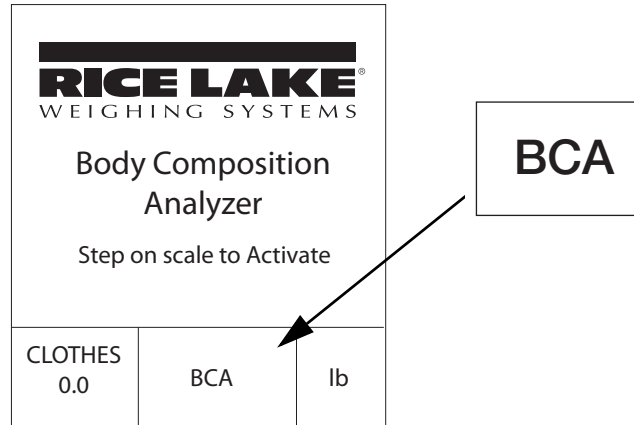 RICE LAKE®
WEIGHING SYSTEMS
Body Composition
Analyzer
Step on scale to Activate
CLOTHES
0.0
BCA
lb
BCA